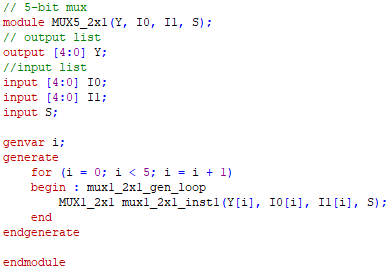 // 5-bit mux
module MUX5_2x1(Y, I0, I1, S);
// output list
output [4:0] Y;
//input list
input [4:0] I0;
input [4:0] I1;
input S;

genvar i;
generate
    for (i = 0; i < 5; i = i + 1)
    begin : mux1_2x1_gen_loop
        MUX1_2x1 mux1_2x1_inst1(Y[i], I0[i], I1[i], S);
    end
endgenerate

endmodule